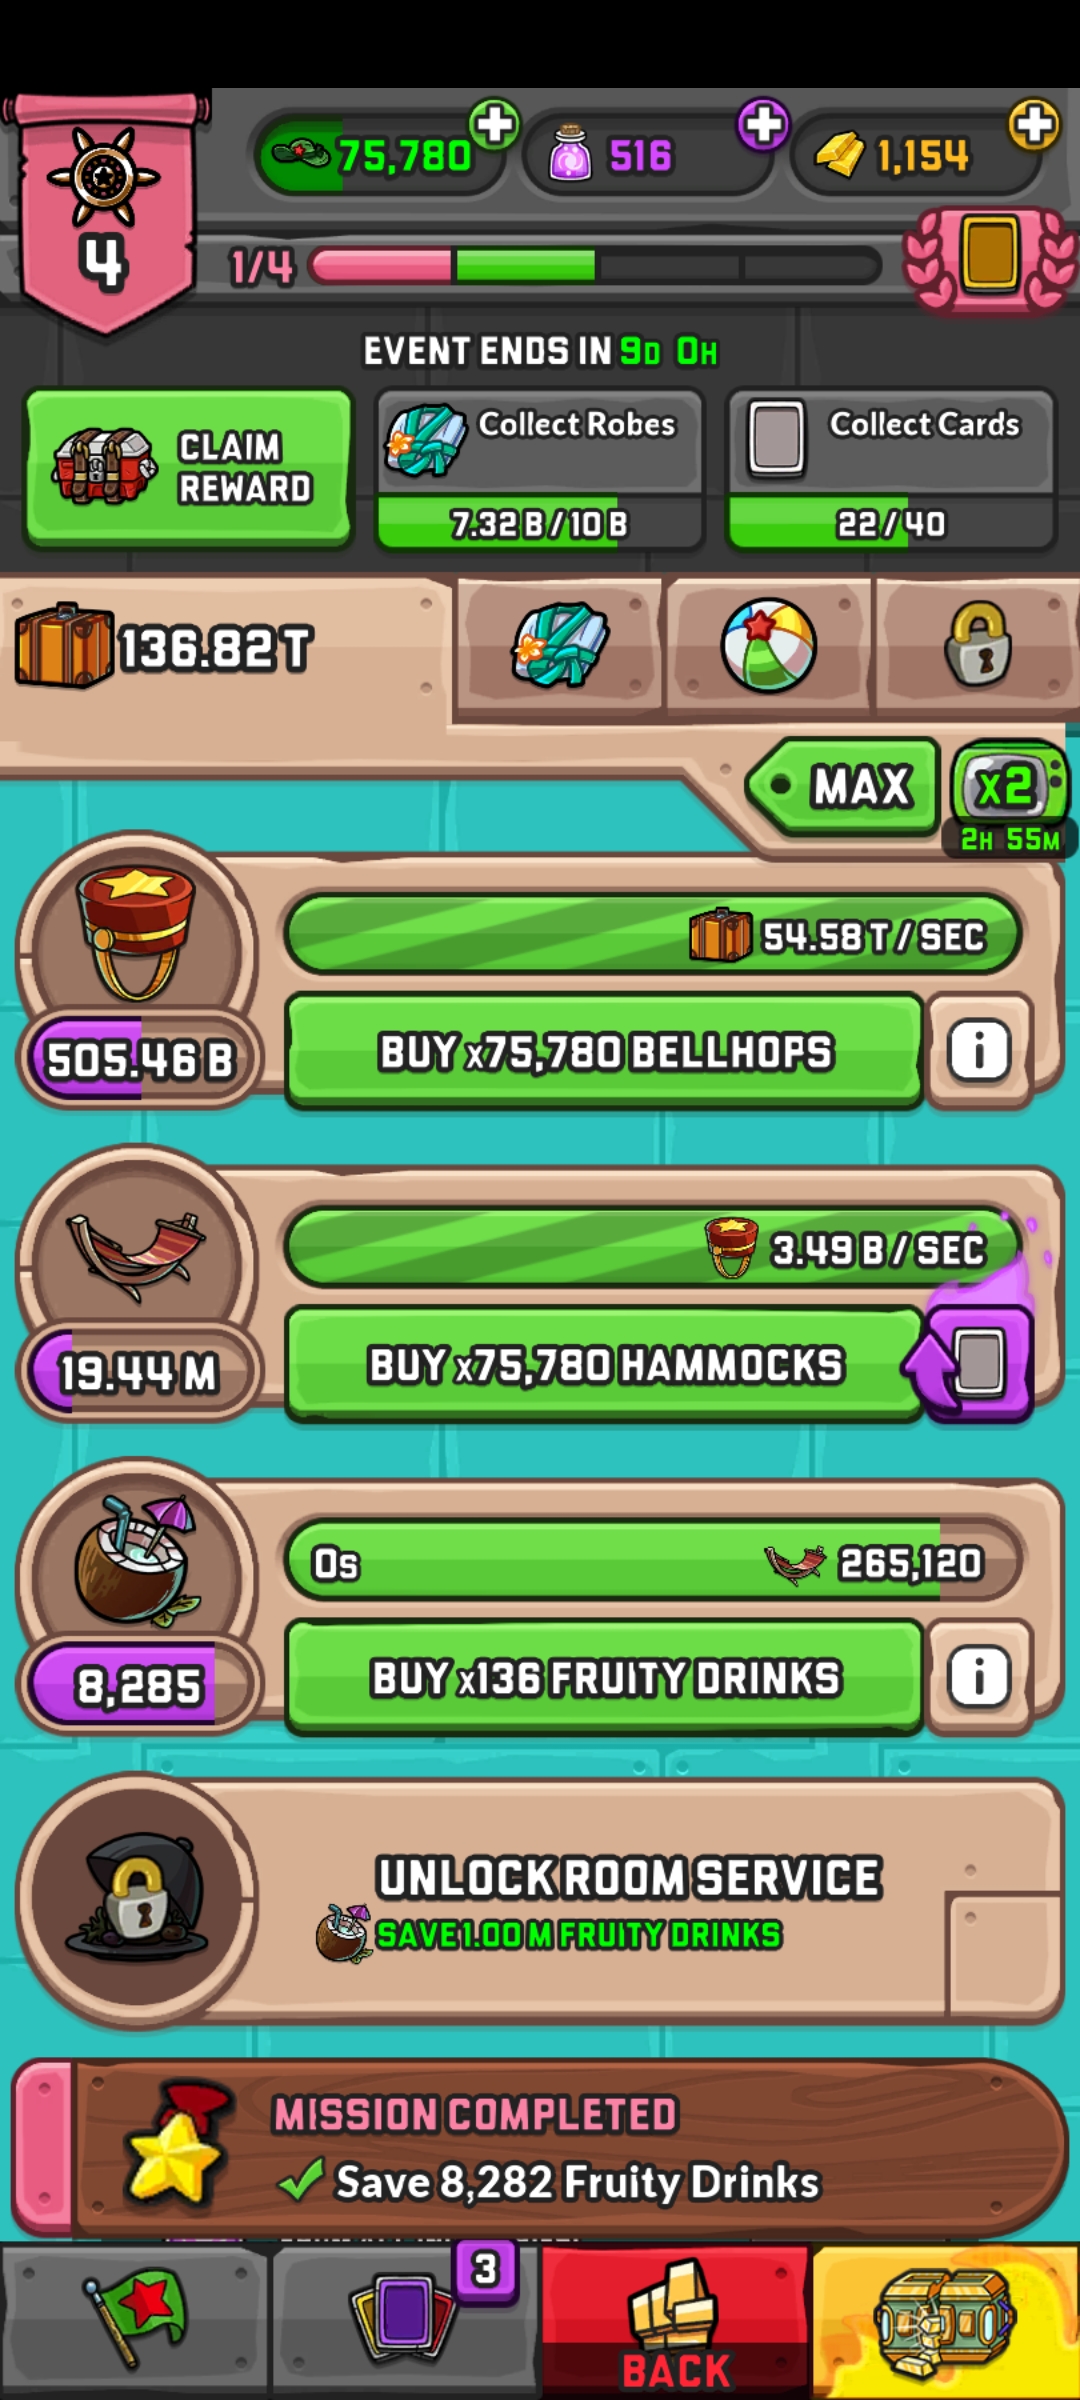 75,780
516
1,154
4
1/4
EVENT ENDS IN 9D 0H
CLAIM REWARD
Collect Robes
7.32 B / 10 B
Collect Cards
22 / 40
136.82 T
MAX
x2
2H 55M
54.58 T / SEC
505.46 B
BUY x75,780 BELLHOPS
i
3.49 B / SEC
19.44 M
BUY x75,780 HAMMOCKS
0s
265,120
8,285
BUY x136 FRUITY DRINKS
i
UNLOCK ROOM SERVICE
SAVE 1.00 M FRUITY DRINKS
MISSION COMPLETED
Save 8,282 Fruity Drinks
3
BACK